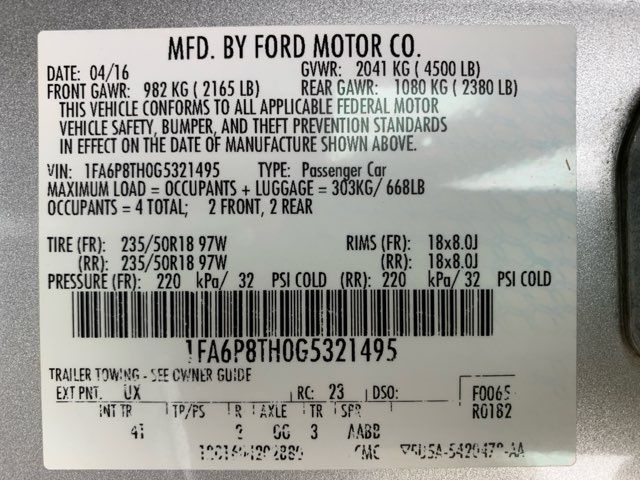 MFD. BY FORD MOTOR CO.
DATE: 04/16 GVWR: 2041 KG ( 4500 LB)
FRONT GAWR: 982 KG ( 2165 LB) REAR GAWR: 1080 KG ( 2380 LB)
THIS VEHICLE CONFORMS TO ALL APPLICABLE FEDERAL MOTOR
VEHICLE SAFETY, BUMPER, AND THEFT PREVENTION STANDARDS
IN EFFECT ON THE DATE OF MANUFACTURE SHOWN ABOVE.
VIN: 1FA6P8TH0G5321495 TYPE: Passenger Car
MAXIMUM LOAD = OCCUPANTS + LUGGAGE = 303KG/ 668LB
OCCUPANTS = 4 TOTAL; 2 FRONT, 2 REAR
TIRE (FR): 235/50R18 97W RIMS (FR): 18x8.0J
(RR): 235/50R18 97W (RR): 18x8.0J
PRESSURE (FR): 220 kPa/ 32 PSI COLD (RR): 220 kPa/ 32 PSI COLD
1FA6P8TH0G5321495
TRAILER TOWING - SEE OWNER GUIDE
EXT PNT: UX RC: 23 DSO: F0065
INT TR TP/PS R AXLE TR SPR R0182
41 3 AABB